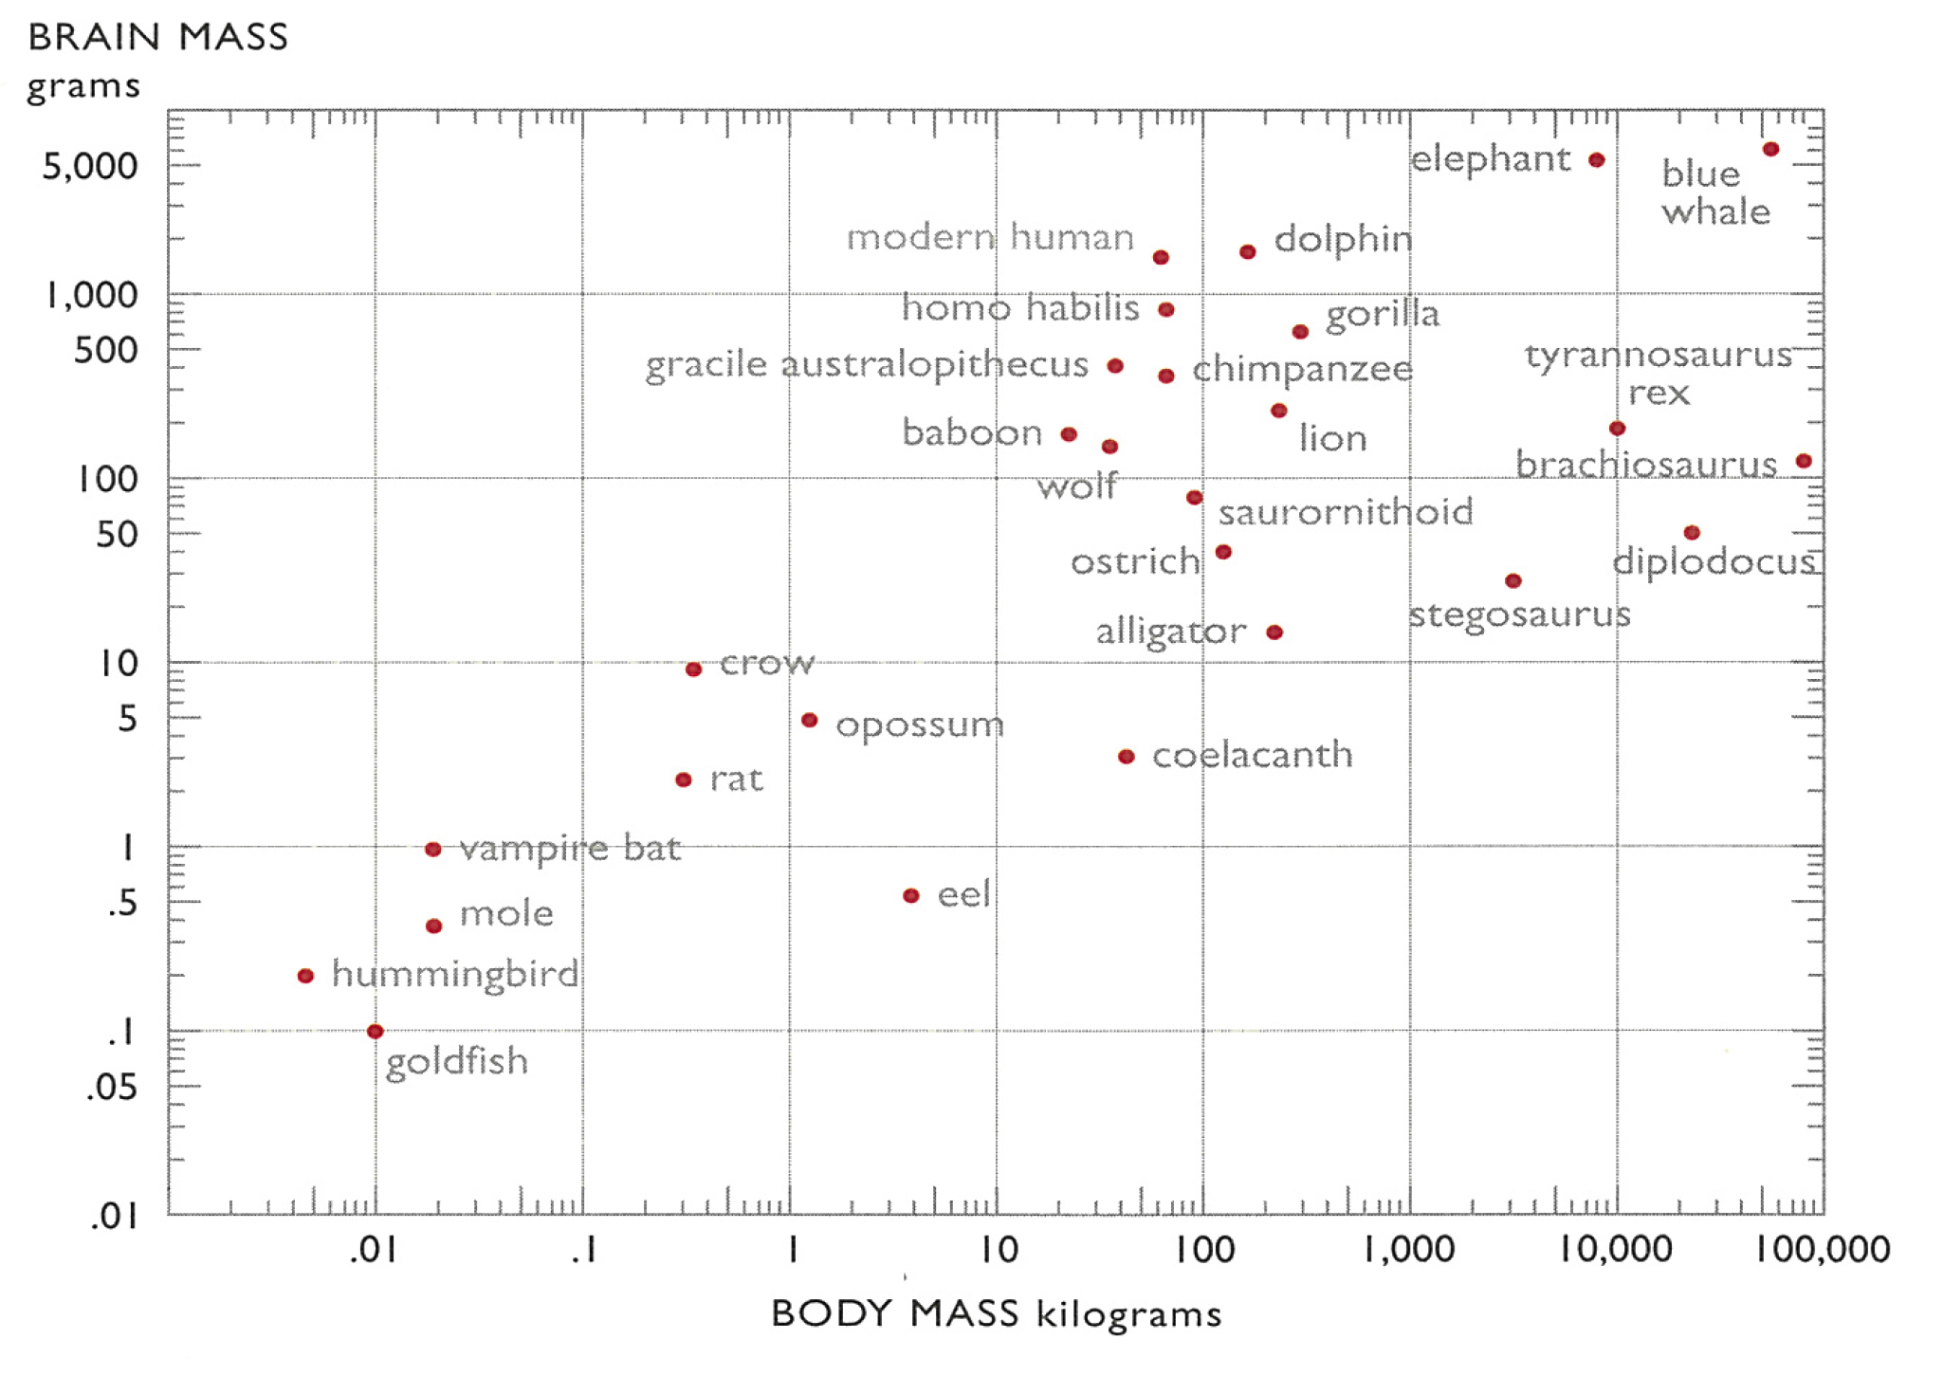 BRAIN MASS
grams
5,000
1,000
500
100
50
10
5
1
.5
.1
.05
.01
elephant
blue
whale
modern human
dolphin
homo habilis
gorilla
gracile australopithecus
chimpanzee
tyrannosaurus
rex
baboon
lion
wolf
brachiosaurus
saurornithoid
ostrich
diplodocus
stegosaurus
alligator
crow
opossum
coelacanth
rat
vampire bat
eel
mole
hummingbird
goldfish
.01 .1 1 10 100 1,000 10,000 100,000
BODY MASS kilograms